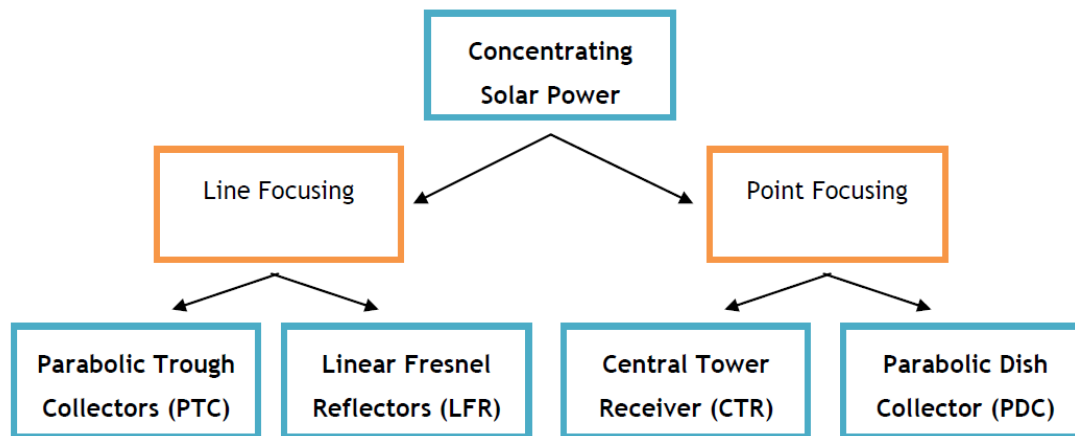 Concentrating
Solar Power
Line Focusing
Point Focusing
Parabolic Trough
Collectors (PTC)
Linear Fresnel
Reflectors (LFR)
Central Tower
Receiver (CTR)
Parabolic Dish
Collector (PDC)